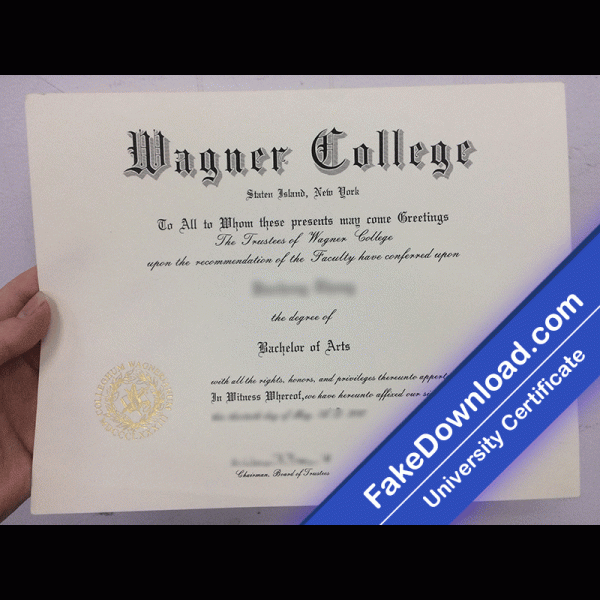 Wagner College
Staten Island, New York
To All to Whom these presents may come Greetings
The Trustees of Wagner College
upon the recommendation of the Faculty have conferred upon
the degree of
Bachelor of Arts
with all the rights, honors, and privileges thereunto
In Witness Whereof, we have hereunto affixed our
Chairman, Board of Trustees
FakeDownload.com
University Certificate